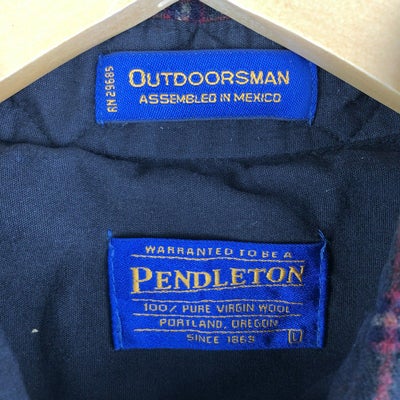 RN 29685
OUTDOORSMAN
ASSEMBLED IN MEXICO
WARRANTED TO BE A
PENDLETON
100% PURE VIRGIN WOOL
PORTLAND, OREGON
SINCE 1863 L